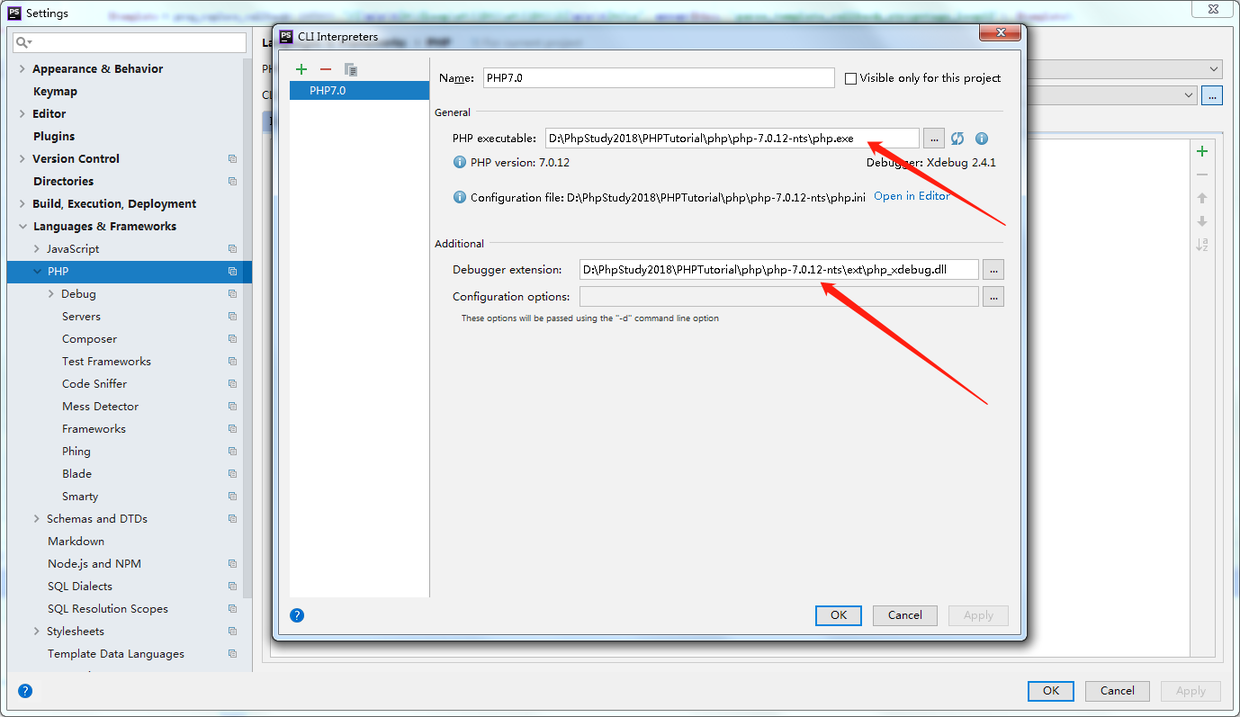 PS Settings
PS CLI Interpreters
PHP7.0
Name: PHP7.0 Visible only for this project
General
PHP executable: D:\PhpStudy2018\PHPTutorial\php\php-7.0.12-nts\php.exe ...
PHP version: 7.0.12 Debugger: Xdebug 2.4.1
Configuration file: D:\PhpStudy2018\PHPTutorial\php\php-7.0.12-nts\php.ini Open in Editor
Additional
Debugger extension: D:\PhpStudy2018\PHPTutorial\php\php-7.0.12-nts\ext\php_xdebug.dll ...
Configuration options: ...
These options will be passed using the "-d" command line option
OK Cancel Apply
Appearance & Behavior
Keymap
Editor
Plugins
Version Control
Directories
Build, Execution, Deployment
Languages & Frameworks
JavaScript
PHP
Debug
Servers
Composer
Test Frameworks
Code Sniffer
Mess Detector
Frameworks
Phing
Blade
Smarty
Schemas and DTDs
Markdown
Node.js and NPM
SQL Dialects
SQL Resolution Scopes
Stylesheets
Template Data Languages
...
OK Cancel Apply